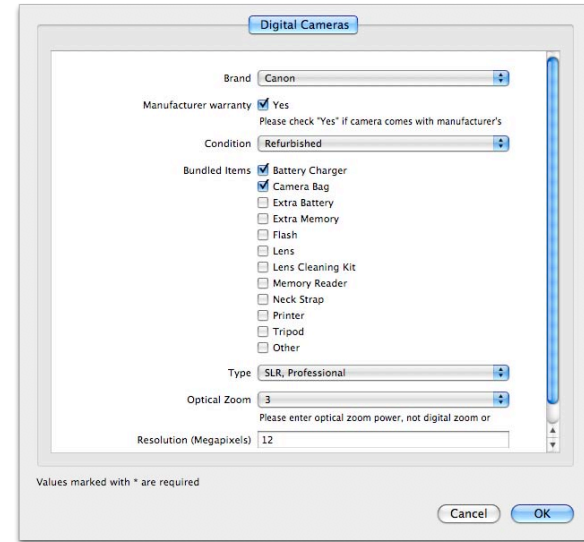 Digital Cameras
Brand Canon
Manufacturer warranty Yes
Please check "Yes" if camera comes with manufacturer's
Condition Refurbished
Bundled Items Battery Charger
Camera Bag
Extra Battery
Extra Memory
Flash
Lens
Lens Cleaning Kit
Memory Reader
Neck Strap
Printer
Tripod
Other
Type SLR, Professional
Optical Zoom 3
Please enter optical zoom power, not digital zoom or
Resolution (Megapixels) 12
Values marked with * are required
Cancel OK